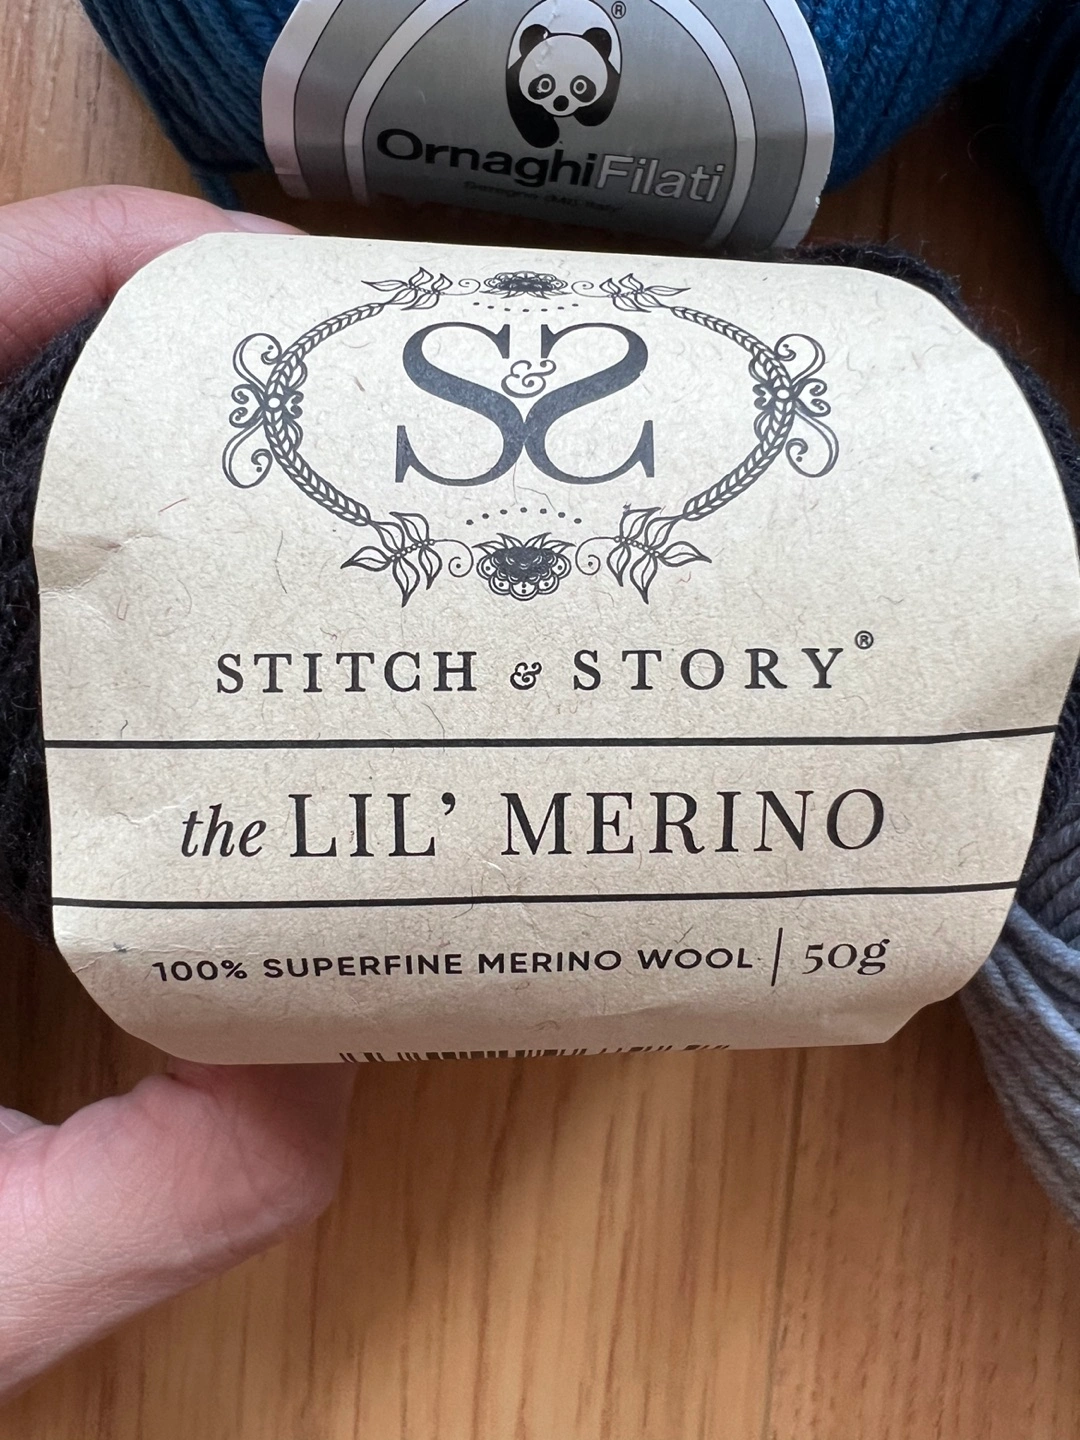 ®
OrnaghiFilati
S&S
STITCH & STORY®
the LIL' MERINO
100% SUPERFINE MERINO WOOL | 50g